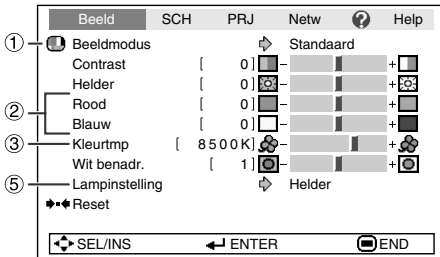 Beeld SCH PRJ Netw ? Help
① Beeldmodus Standaard
Contrast [ 0] - +
Helder [ 0] - +
② Rood [ 0] - +
Blauw [ 0] - +
③ Kleurtmp [ 8500K] - +
Wit benadr. [ 1] - +
⑤ Lampinstelling Helder
Reset
SEL/INS ENTER END